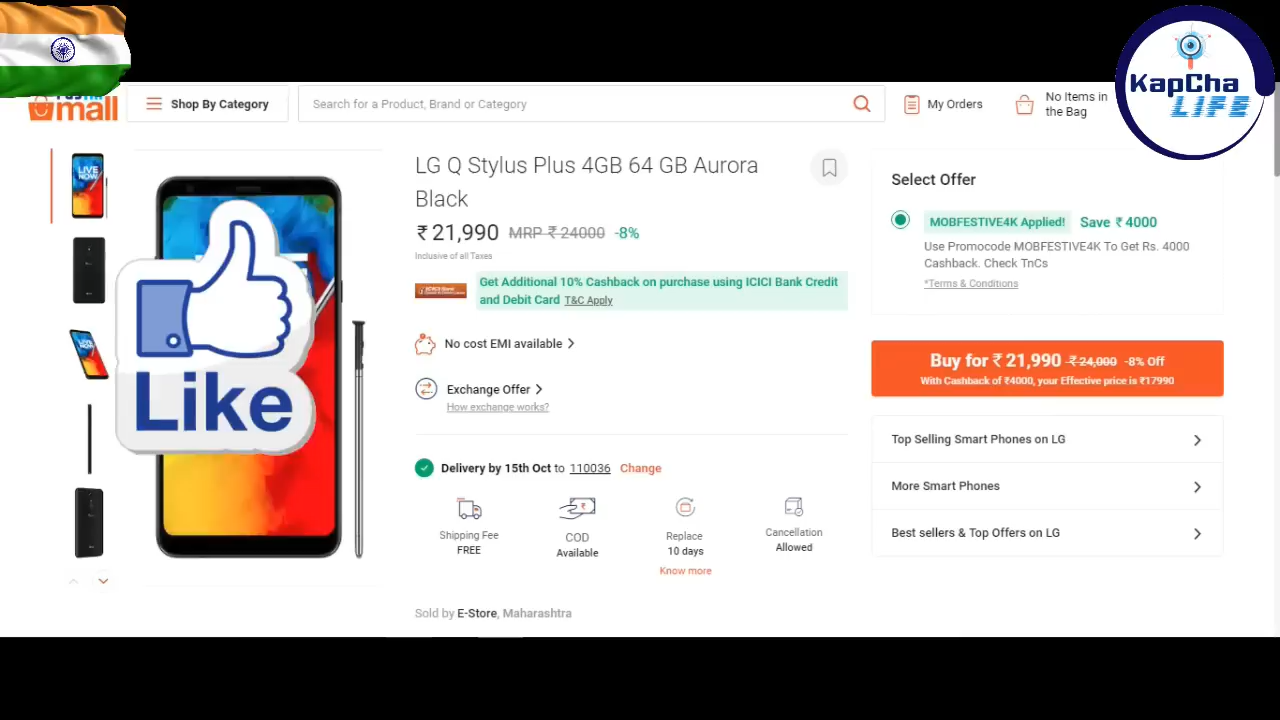 KapCha
LIFE
mall
Shop By Category
Search for a Product, Brand or Category
My Orders
No Items in
the Bag
LIVE
NOW
Like
LG Q Stylus Plus 4GB 64 GB Aurora
Black
₹ 21,990 MRP ₹ 24000 -8%
Inclusive of all Taxes
Get Additional 10% Cashback on purchase using ICICI Bank Credit
and Debit Card T&C Apply
No cost EMI available
Exchange Offer
How exchange works?
Delivery by 15th Oct to 110036 Change
Shipping Fee
FREE
COD
Available
Replace
10 days
Know more
Cancellation
Allowed
Sold by E-Store, Maharashtra
Select Offer
MOBFESTIVE4K Applied! Save ₹ 4000
Use Promocode MOBFESTIVE4K To Get Rs. 4000
Cashback. Check TnCs
*Terms & Conditions
Buy for ₹ 21,990 ₹ 24,000 -8% Off
With Cashback of ₹4000, your Effective price is ₹17990
Top Selling Smart Phones on LG
More Smart Phones
Best sellers & Top Offers on LG